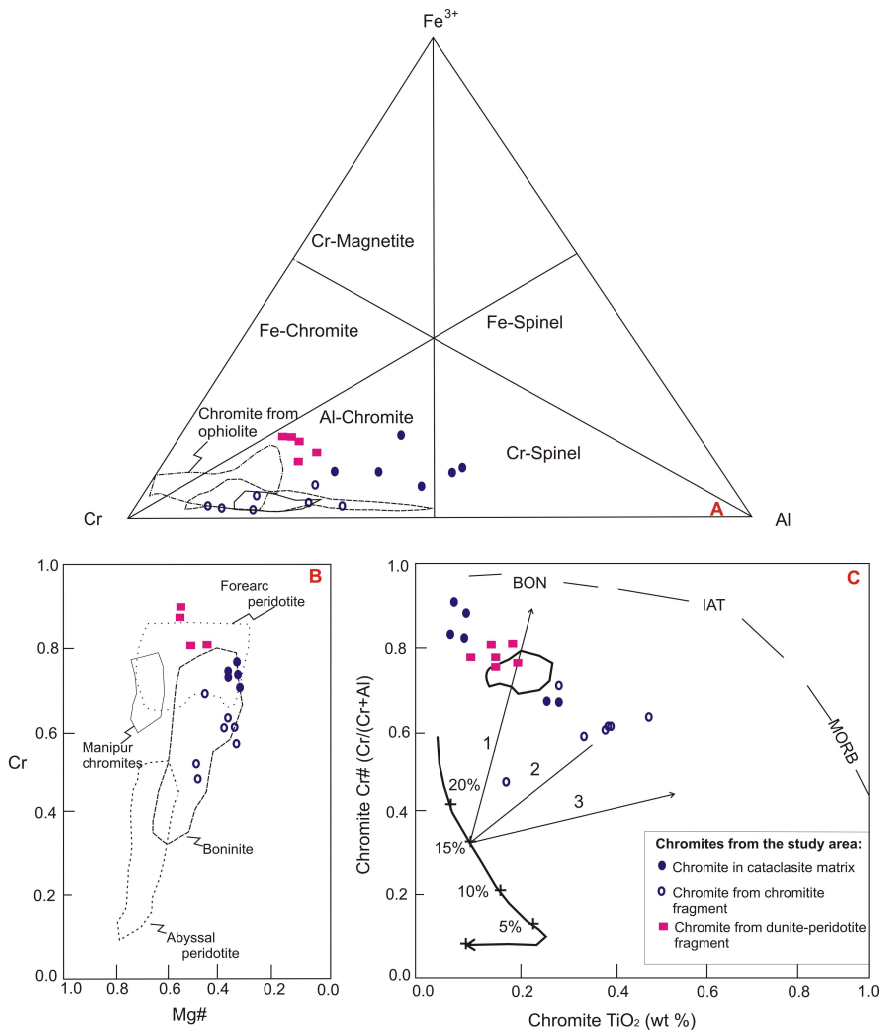 Fe3+
Cr-Magnetite
Fe-Chromite
Fe-Spinel
Chromite from
ophiolite
Al-Chromite
Cr-Spinel
Cr
A
Al
1.0
B
Forearc
peridotite
0.8
0.6
Manipur
chromites
Cr
0.4
Boninite
0.2
Abyssal
peridotite
0.0
1.0 0.8 0.6 0.4 0.2 0.0
Mg#
1.0
C
BON
IAT
MORB
0.8
0.6
Chromite Cr# (Cr/(Cr+Al)
1
2
3
20%
0.4
15%
10%
0.2
5%
0.0
0.0 0.2 0.4 0.6 0.8 1.0
Chromite TiO2 (wt %)
Chromites from the study area:
Chromite in cataclasite matrix
Chromite from chromitite
fragment
Chromite from dunite-peridotite
fragment